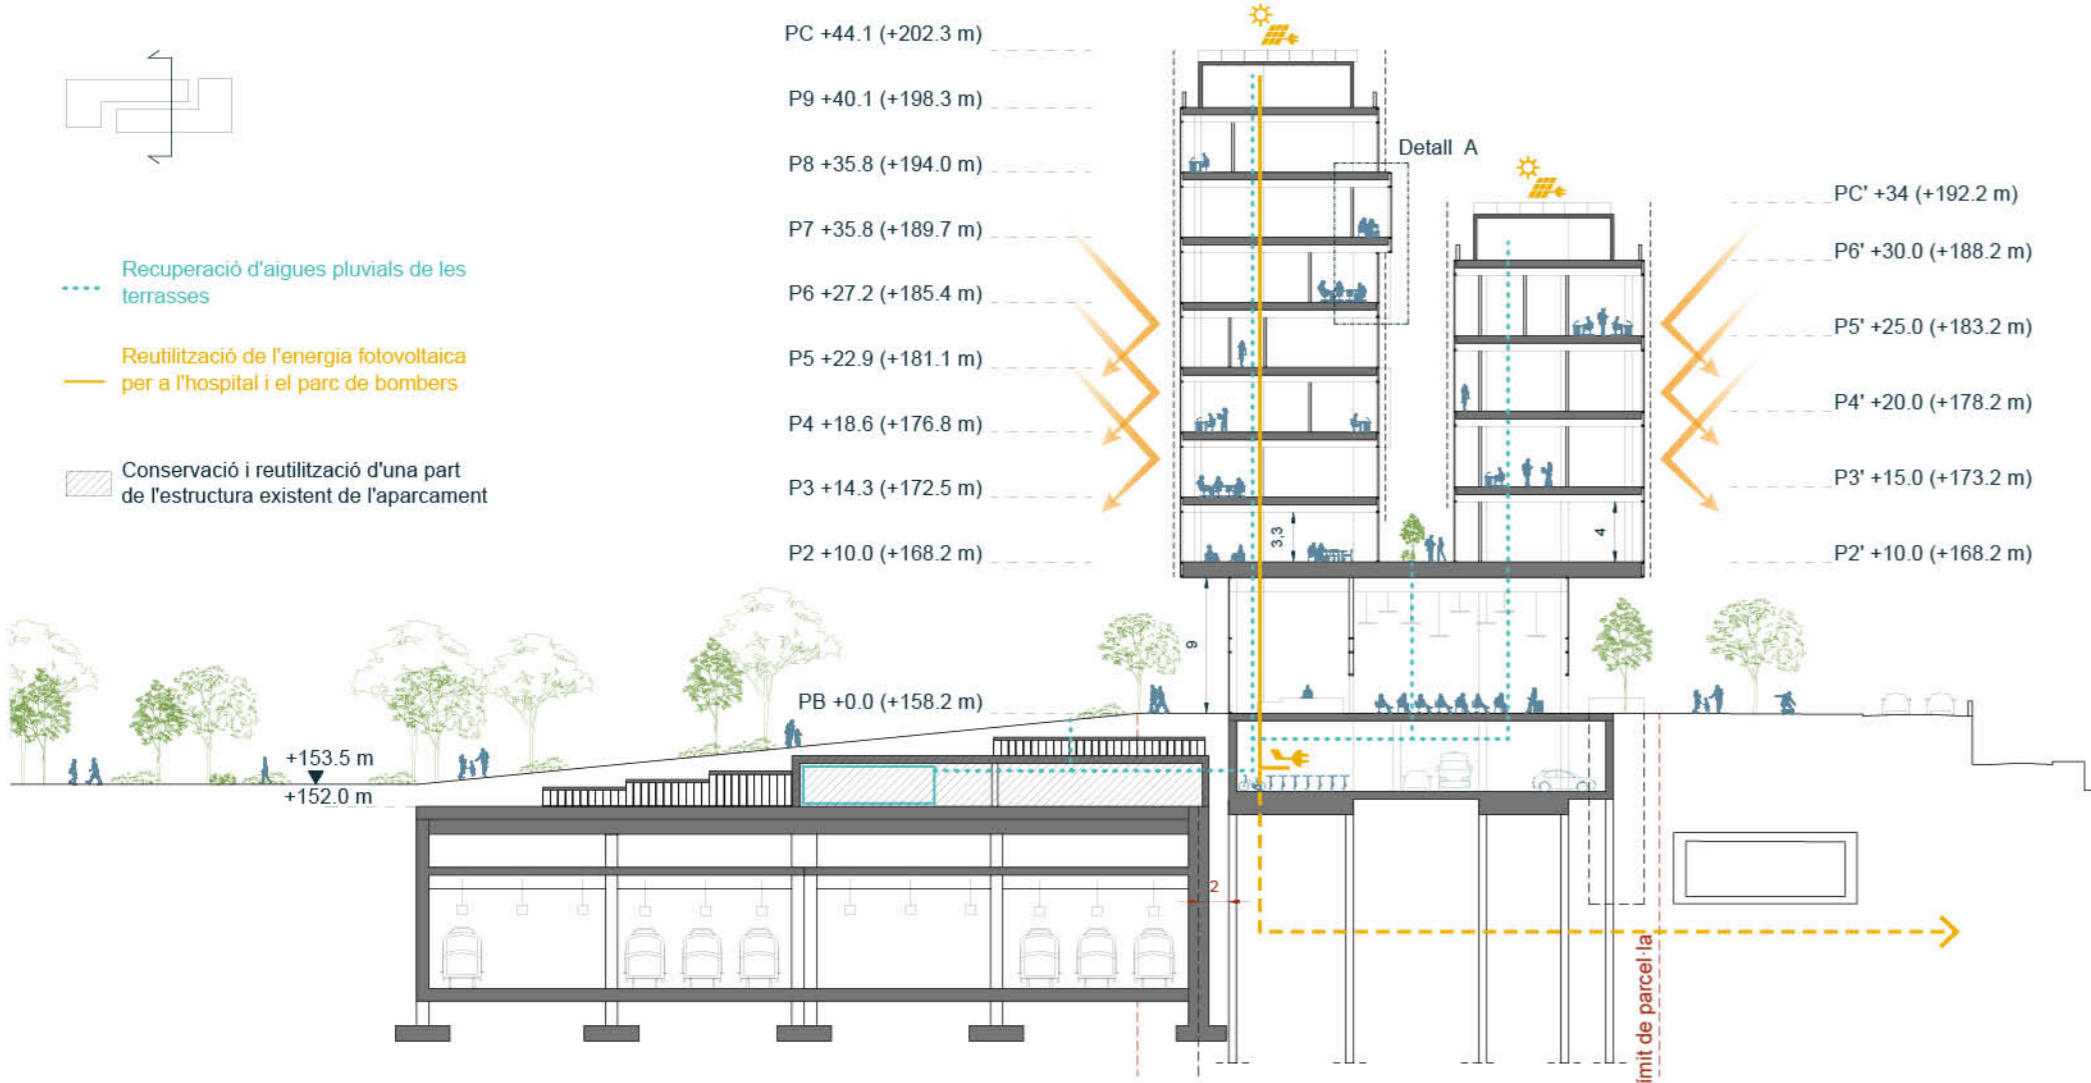 PC +44.1 (+202.3 m)
P9 +40.1 (+198.3 m)
P8 +35.8 (+194.0 m)
P7 +35.8 (+189.7 m)
P6 +27.2 (+185.4 m)
P5 +22.9 (+181.1 m)
P4 +18.6 (+176.8 m)
P3 +14.3 (+172.5 m)
P2 +10.0 (+168.2 m)
PB +0.0 (+158.2 m)
Recuperació d'aigues pluvials de les
terrasses
Reutilització de l'energia fotovoltaica
per a l'hospital i el parc de bombers
Conservació i reutilització d'una part
de l'estructura existent de l'aparcament
Detall A
PC' +34 (+192.2 m)
P6' +30.0 (+188.2 m)
P5' +25.0 (+183.2 m)
P4' +20.0 (+178.2 m)
P3' +15.0 (+173.2 m)
P2' +10.0 (+168.2 m)
3,3
4
9
+153.5 m
+152.0 m
2
ímit de parcel·la